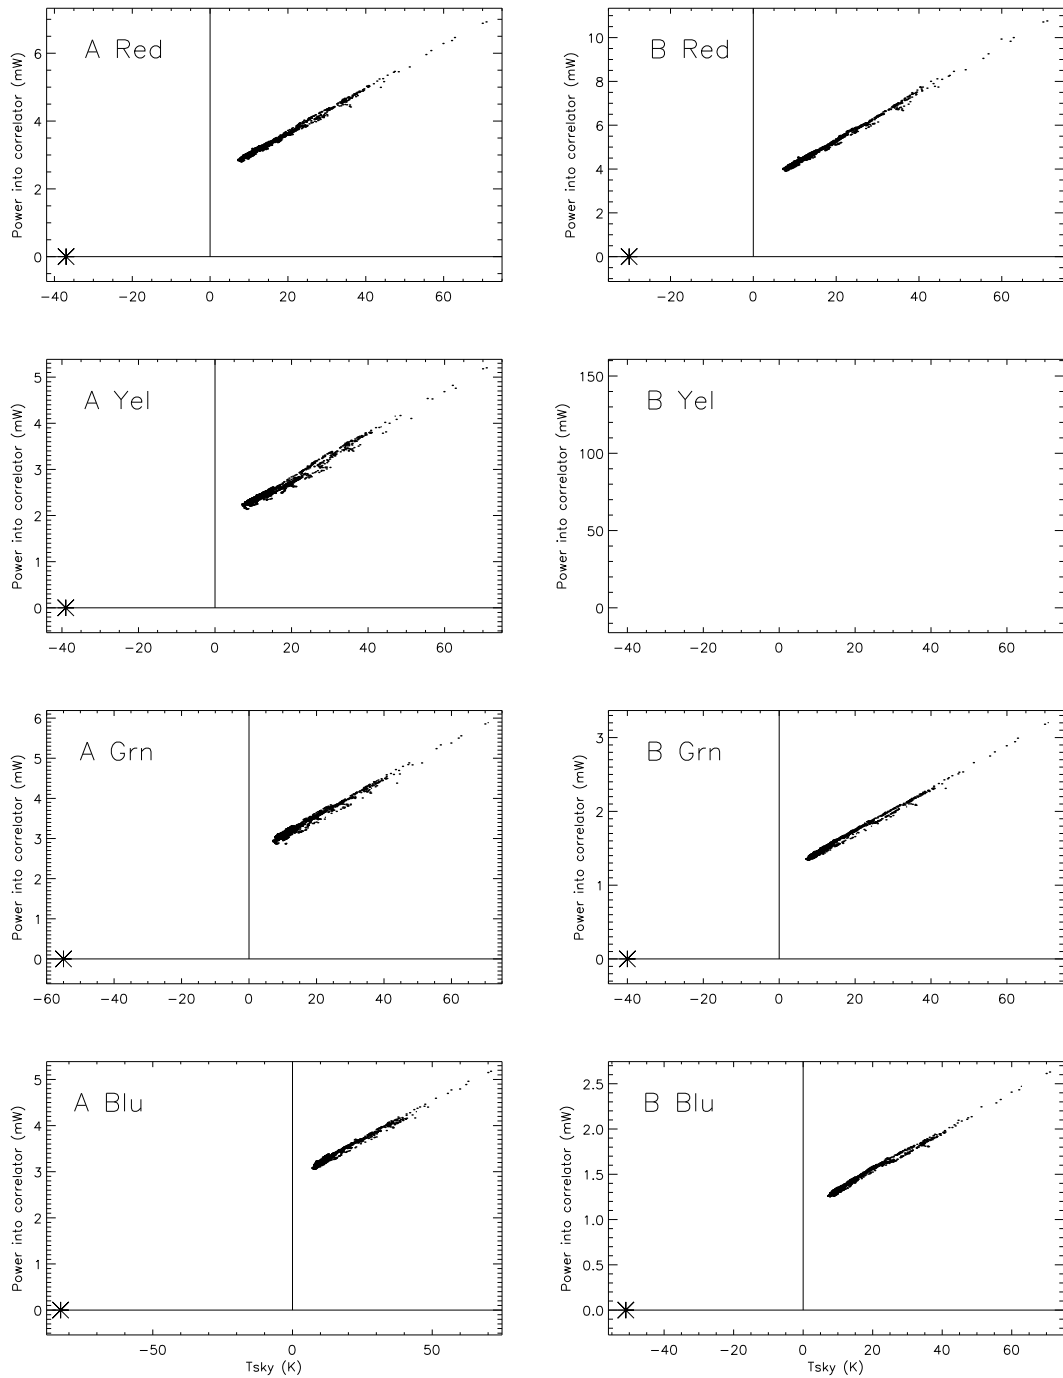 A Red
Power into correlator (mW)
6
4
2
0
−40 −20 0 20 40 60
B Red
Power into correlator (mW)
10
8
6
4
2
0
−20 0 20 40 60
A Yel
Power into correlator (mW)
5
4
3
2
1
0
−40 −20 0 20 40 60
B Yel
Power into correlator (mW)
150
100
50
0
−40 −20 0 20 40 60
A Grn
Power into correlator (mW)
6
5
4
3
2
1
0
−60 −40 −20 0 20 40 60
B Grn
Power into correlator (mW)
3
2
1
0
−40 −20 0 20 40 60
A Blu
Power into correlator (mW)
5
4
3
2
1
0
−50 0 50
Tsky (K)
B Blu
Power into correlator (mW)
2.5
2.0
1.5
1.0
0.5
0.0
−40 −20 0 20 40 60
Tsky (K)